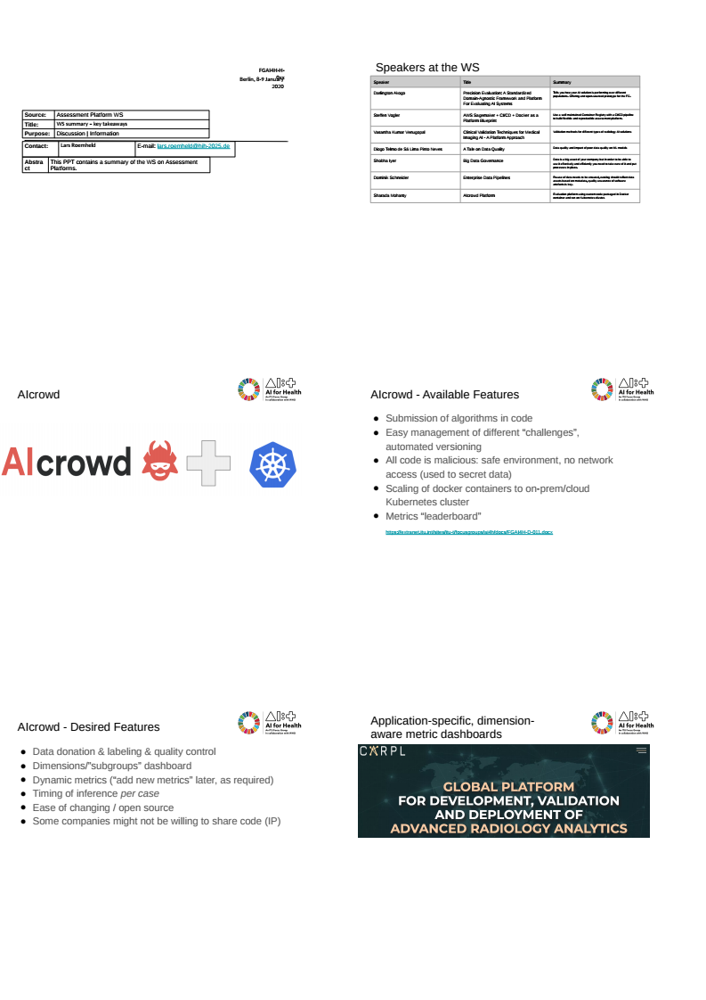 FGAI4H-H-
Berlin, 8-9 January
2020
Source: Assessment Platform WS
Title: WS summary – key takeaways
Purpose: Discussion | Information
Contact: Lars Roemheld E-mail: lars.roemheld@hih-2025.de
Abstra
ct
This PPT contains a summary of the WS on Assessment
Platforms.
Speakers at the WS
Speaker Title Summary
Darlington Akogo
Precision Evaluation: A Standardized
Domain-Agnostic Framework and Platform
For Evaluating AI Systems
Tells you how your AI solution is performing over different
populations. Offering and open-sourced prototype for the FG.
Steffen Vogler
AWS Sagemaker + CI/CD + Docker as a
Platform Blueprint
Use a well maintained Container Registry with a CI/CD pipeline
to build flexible and reproducible assessment platform.
Vasantha Kumar Venugopal
Clinical Validation Techniques for Medical
Imaging AI - A Platform Approach
Validation methods for different types of radiology AI solutions.
Diogo Telmo de Sá Lima Pinto Neves
A Tale on Data Quality
Data quality and impact of poor data quality on ML models.
Shobha Iyer
Big Data Governance
Data is a big asset of your company but in order to be able to
use it effectively and efficiently you need to take care of it and put
processes in place.
Dominik Schneider
Enterprise Data Pipelines
Sharada Mohanty
AIcrowd Platform
Evaluation platform using custom code packaged in Docker
container and run on Kubernetes cluster.
AIcrowd
AI for Health
AIcrowd
AIcrowd - Available Features
AI for Health
● Submission of algorithms in code
● Easy management of different “challenges”,
automated versioning
● All code is malicious: safe environment, no network
access (used to secret data)
● Scaling of docker containers to on-prem/cloud
Kubernetes cluster
● Metrics “leaderboard”
https://extranet.itu.int/sites/itu-t/focusgroups/ai4h/docs/FGAI4H-D-011.docx
AIcrowd - Desired Features
AI for Health
● Data donation & labeling & quality control
● Dimensions/”subgroups” dashboard
● Dynamic metrics (“add new metrics” later, as required)
● Timing of inference per case
● Ease of changing / open source
● Some companies might not be willing to share code (IP)
Application-specific, dimension-
aware metric dashboards
AI for Health
CARPL
GLOBAL PLATFORM
FOR DEVELOPMENT, VALIDATION
AND DEPLOYMENT OF
ADVANCED RADIOLOGY ANALYTICS